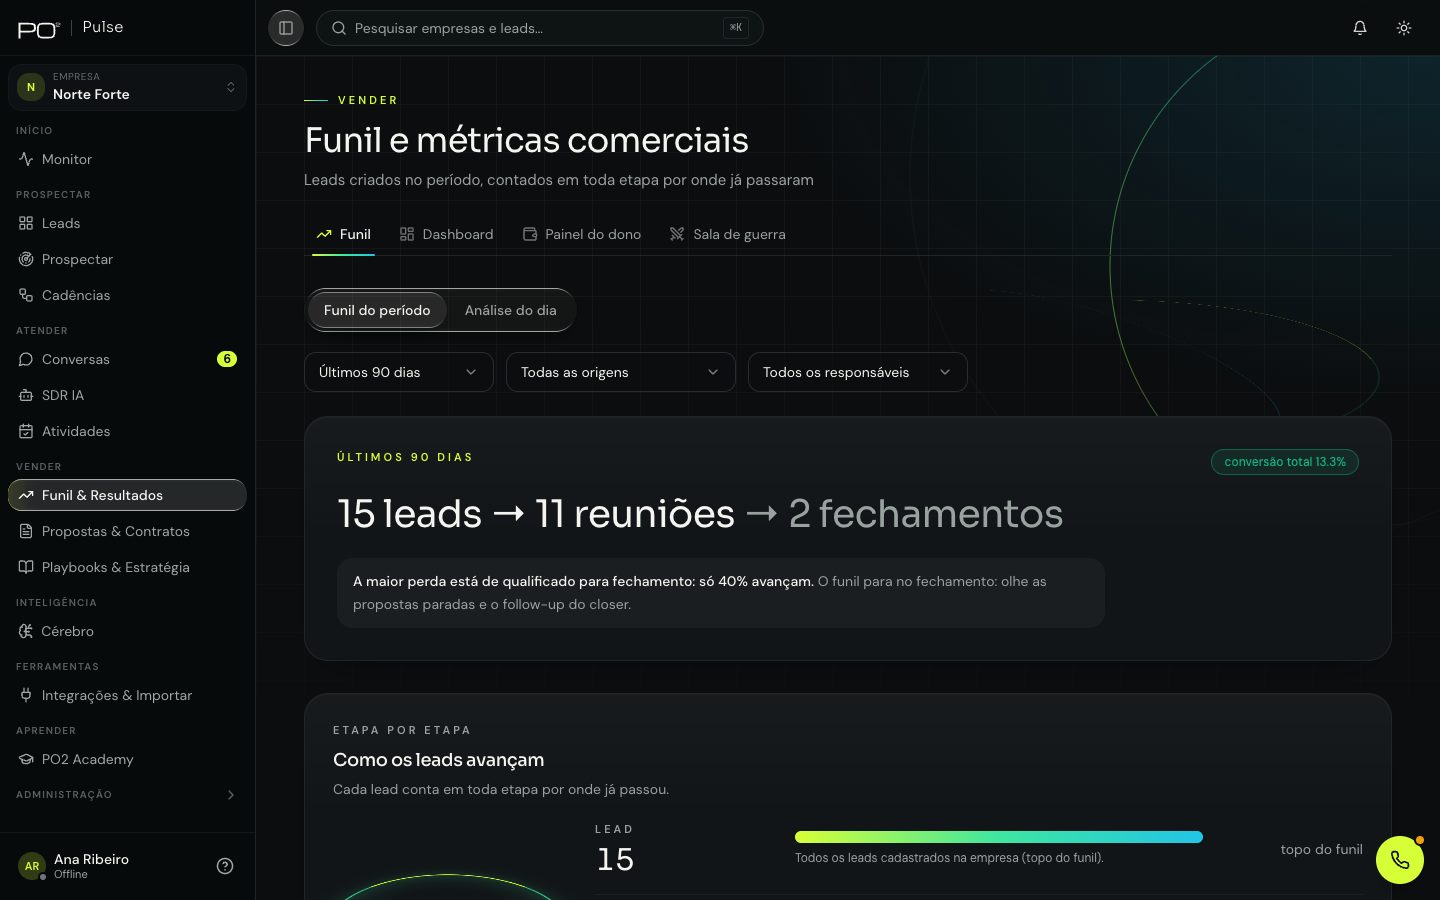 PO² | Pulse
Pesquisar empresas e leads...
⌘K
EMPRESA
N
Norte Forte
INÍCIO
Monitor
PROSPECTAR
Leads
Prospectar
Cadências
ATENDER
Conversas
6
SDR IA
Atividades
VENDER
Funil & Resultados
Propostas & Contratos
Playbooks & Estratégia
INTELIGÊNCIA
Cérebro
FERRAMENTAS
Integrações & Importar
APRENDER
PO2 Academy
ADMINISTRAÇÃO
AR
Ana Ribeiro
Offline
VENDER
Funil e métricas comerciais
Leads criados no período, contados em toda etapa por onde já passaram
Funil
Dashboard
Painel do dono
Sala de guerra
Funil do período
Análise do dia
Últimos 90 dias
Todas as origens
Todos os responsáveis
ÚLTIMOS 90 DIAS
conversão total 13.3%
15 leads → 11 reuniões → 2 fechamentos
A maior perda está de qualificado para fechamento: só 40% avançam. O funil para no fechamento: olhe as
propostas paradas e o follow-up do closer.
ETAPA POR ETAPA
Como os leads avançam
Cada lead conta em toda etapa por onde já passou.
LEAD
15
Todos os leads cadastrados na empresa (topo do funil).
topo do funil